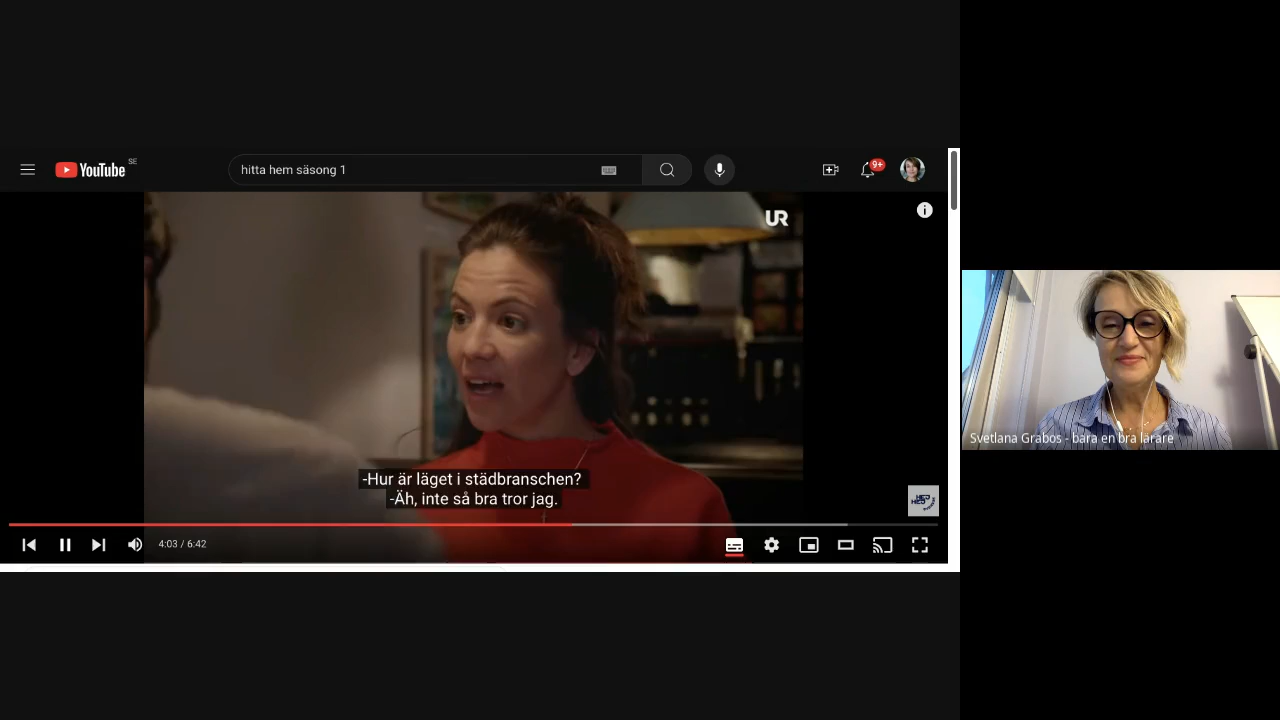 YouTube SE
hitta hem säsong 1
9+
UR
-Hur är läget i städbranschen?
-Äh, inte så bra tror jag.
4:03 / 6:42
Svetlana Grabos - bara en bra lärare